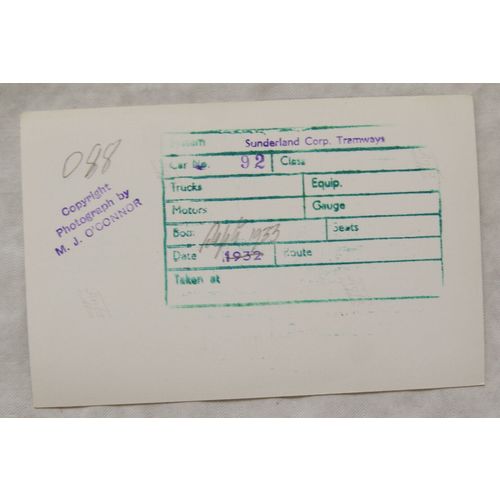 088
Copyright
Photograph by
M. J. O'CONNOR
Sunderland Corp. Tramways
Car No. 92 Class
Trucks Equip.
Motors Gauge
Seats
1933
Date 1932 Route
Taken at